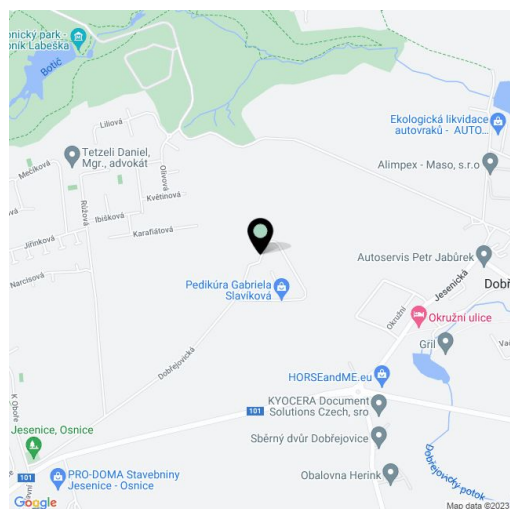 onický park -
oník Labeška
Botič
Liliová
Ekologická likvidace
autovraků - AUTO...
Tetzeli Daniel,
Mgr., advokát
Alimpex - Maso, s.r.o
Mečíková
Olivová
Květinová
Růžová
Ibišková
Karafiátová
Jiřinková
Narcisová
Autoservis Petr Jabůrek
Jesenická
Dobř
Pedikúra Gabriela
Slavíková
Okružní
Okružní ulice
Gril
Dobřejovická
HORSEandME.eu
KYOCERA Document
Solutions Czech, sro
K Oboře
101
Jesenice, Osnice
Sběrný dvůr Dobřejovice
Obalovna Herink
101
PRO-DOMA Stavebniny
Jesenice - Osnice
Dobřejovický potok
Google
Map data ©2023